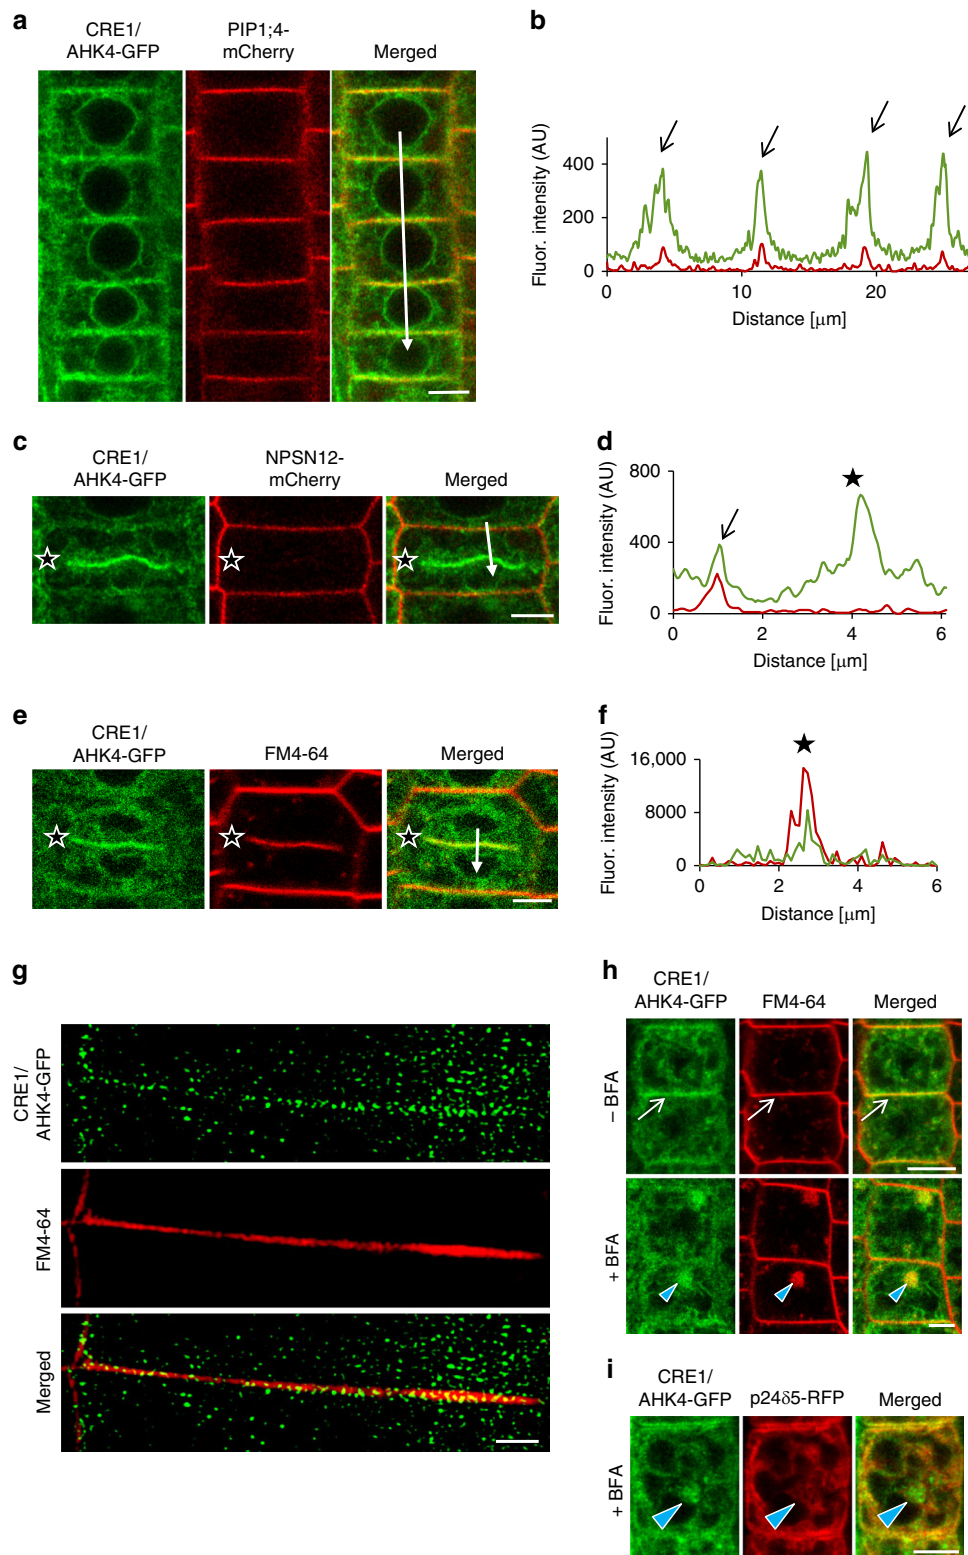 a
CRE1/
AHK4-GFP
PIP1;4-
mCherry
Merged
b
Fluor. intensity (AU)
400
200
0
0
10
20
Distance [μm]
c
CRE1/
AHK4-GFP
NPSN12-
mCherry
Merged
d
Fluor. intensity (AU)
800
400
0
0
2
4
6
Distance [μm]
e
CRE1/
AHK4-GFP
FM4-64
Merged
f
Fluor. intensity (AU)
16,000
8000
0
0
2
4
6
Distance [μm]
g
CRE1/
AHK4-GFP
FM4-64
Merged
h
CRE1/
AHK4-GFP
FM4-64
Merged
– BFA
+ BFA
i
CRE1/
AHK4-GFP
p24δ5-RFP
Merged
+ BFA